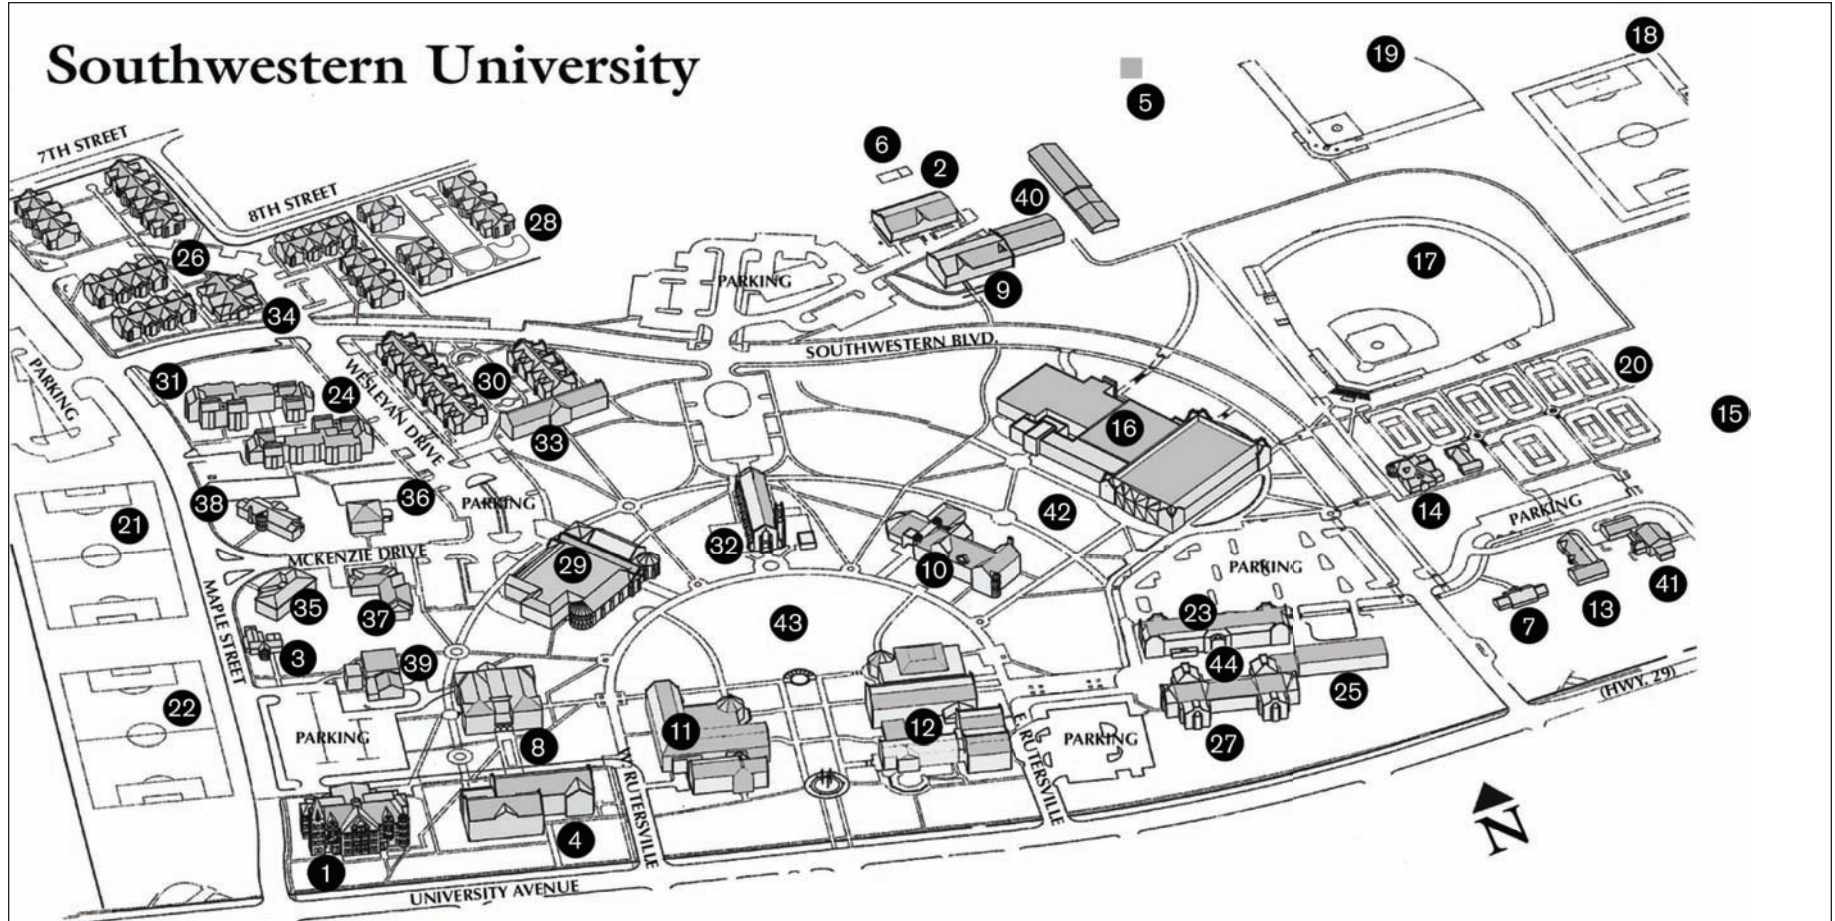 Southwestern University
18
19
5
7TH STREET
6
2
8TH STREET
40
28
26
17
PARKING
9
34
SOUTHWESTERN BLVD.
PARKING
WESLEYAN DRIVE
31
24
30
20
15
16
33
36
38
PARKING
42
14
PARKING
21
32
MCKENZIE DRIVE
29
10
PARKING
41
13
35
37
MAPLE STREET
43
23
7
3
39
44
25
(HWY. 29)
22
PARKING
8
11
12
E. RUTERSVILLE
PARKING
27
W. RUTERSVILLE
4
1
UNIVERSITY AVENUE
N